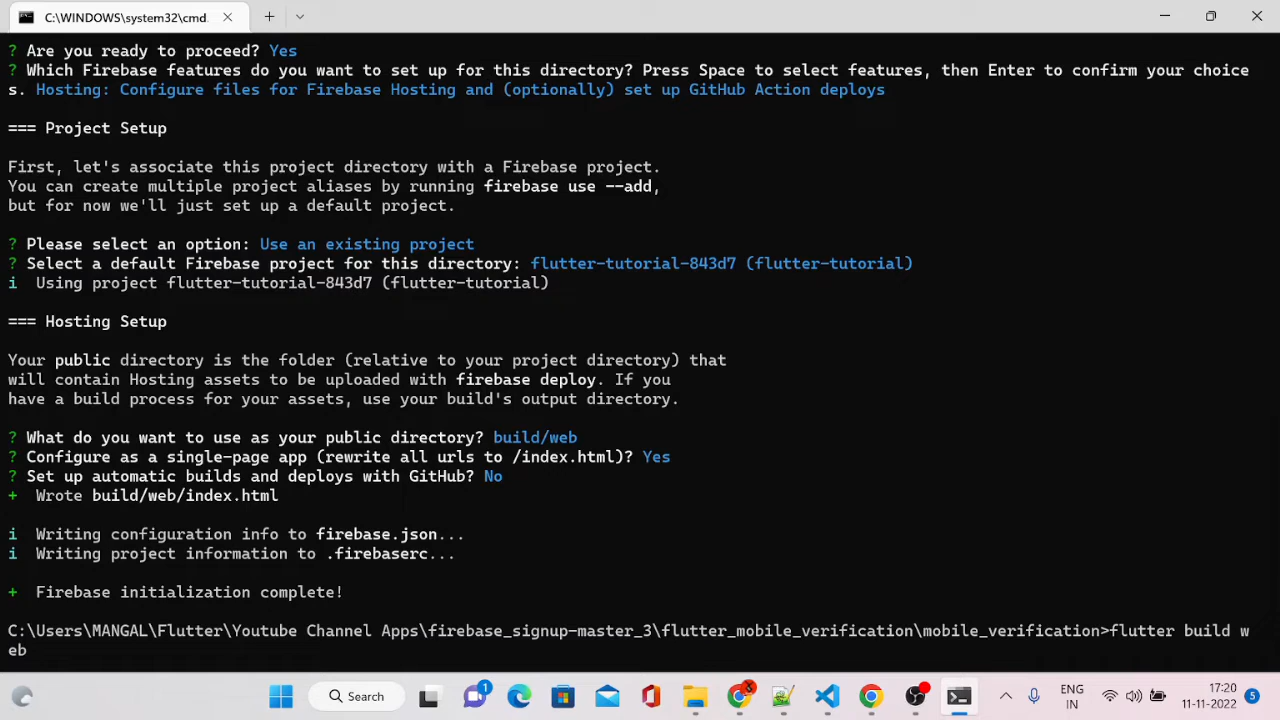 C:\WINDOWS\system32\cmd.
? Are you ready to proceed? Yes
? Which Firebase features do you want to set up for this directory? Press Space to select features, then Enter to confirm your choice
s. Hosting: Configure files for Firebase Hosting and (optionally) set up GitHub Action deploys
=== Project Setup
First, let's associate this project directory with a Firebase project.
You can create multiple project aliases by running firebase use --add,
but for now we'll just set up a default project.
? Please select an option: Use an existing project
? Select a default Firebase project for this directory: flutter-tutorial-843d7 (flutter-tutorial)
i  Using project flutter-tutorial-843d7 (flutter-tutorial)
=== Hosting Setup
Your public directory is the folder (relative to your project directory) that
will contain Hosting assets to be uploaded with firebase deploy. If you
have a build process for your assets, use your build's output directory.
? What do you want to use as your public directory? build/web
? Configure as a single-page app (rewrite all urls to /index.html)? Yes
? Set up automatic builds and deploys with GitHub? No
+  Wrote build/web/index.html
i  Writing configuration info to firebase.json...
i  Writing project information to .firebaserc...
+  Firebase initialization complete!
C:\Users\MANGAL\Flutter\Youtube Channel Apps\firebase_signup-master_3\flutter_mobile_verification\mobile_verification>flutter build w
eb
Search
1
ENG
IN
17:20
11-11-2022
5